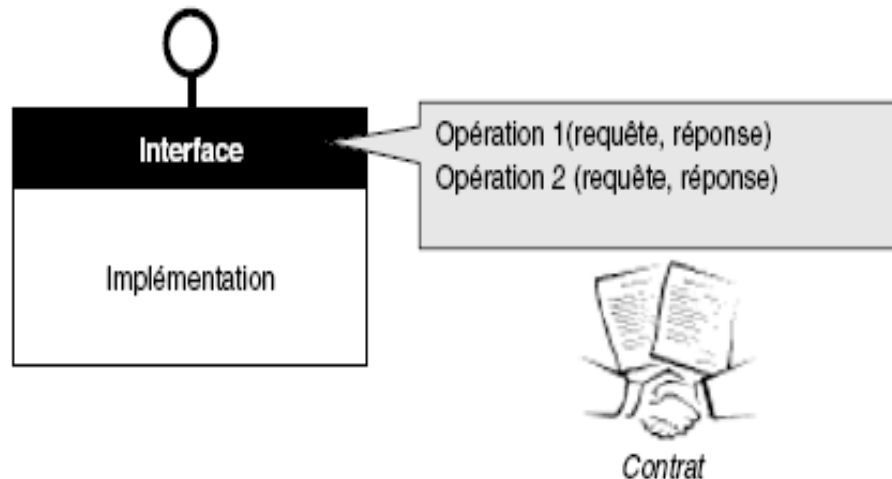 Interface
Implémentation
Opération 1(requête, réponse)
Opération 2 (requête, réponse)
Contrat